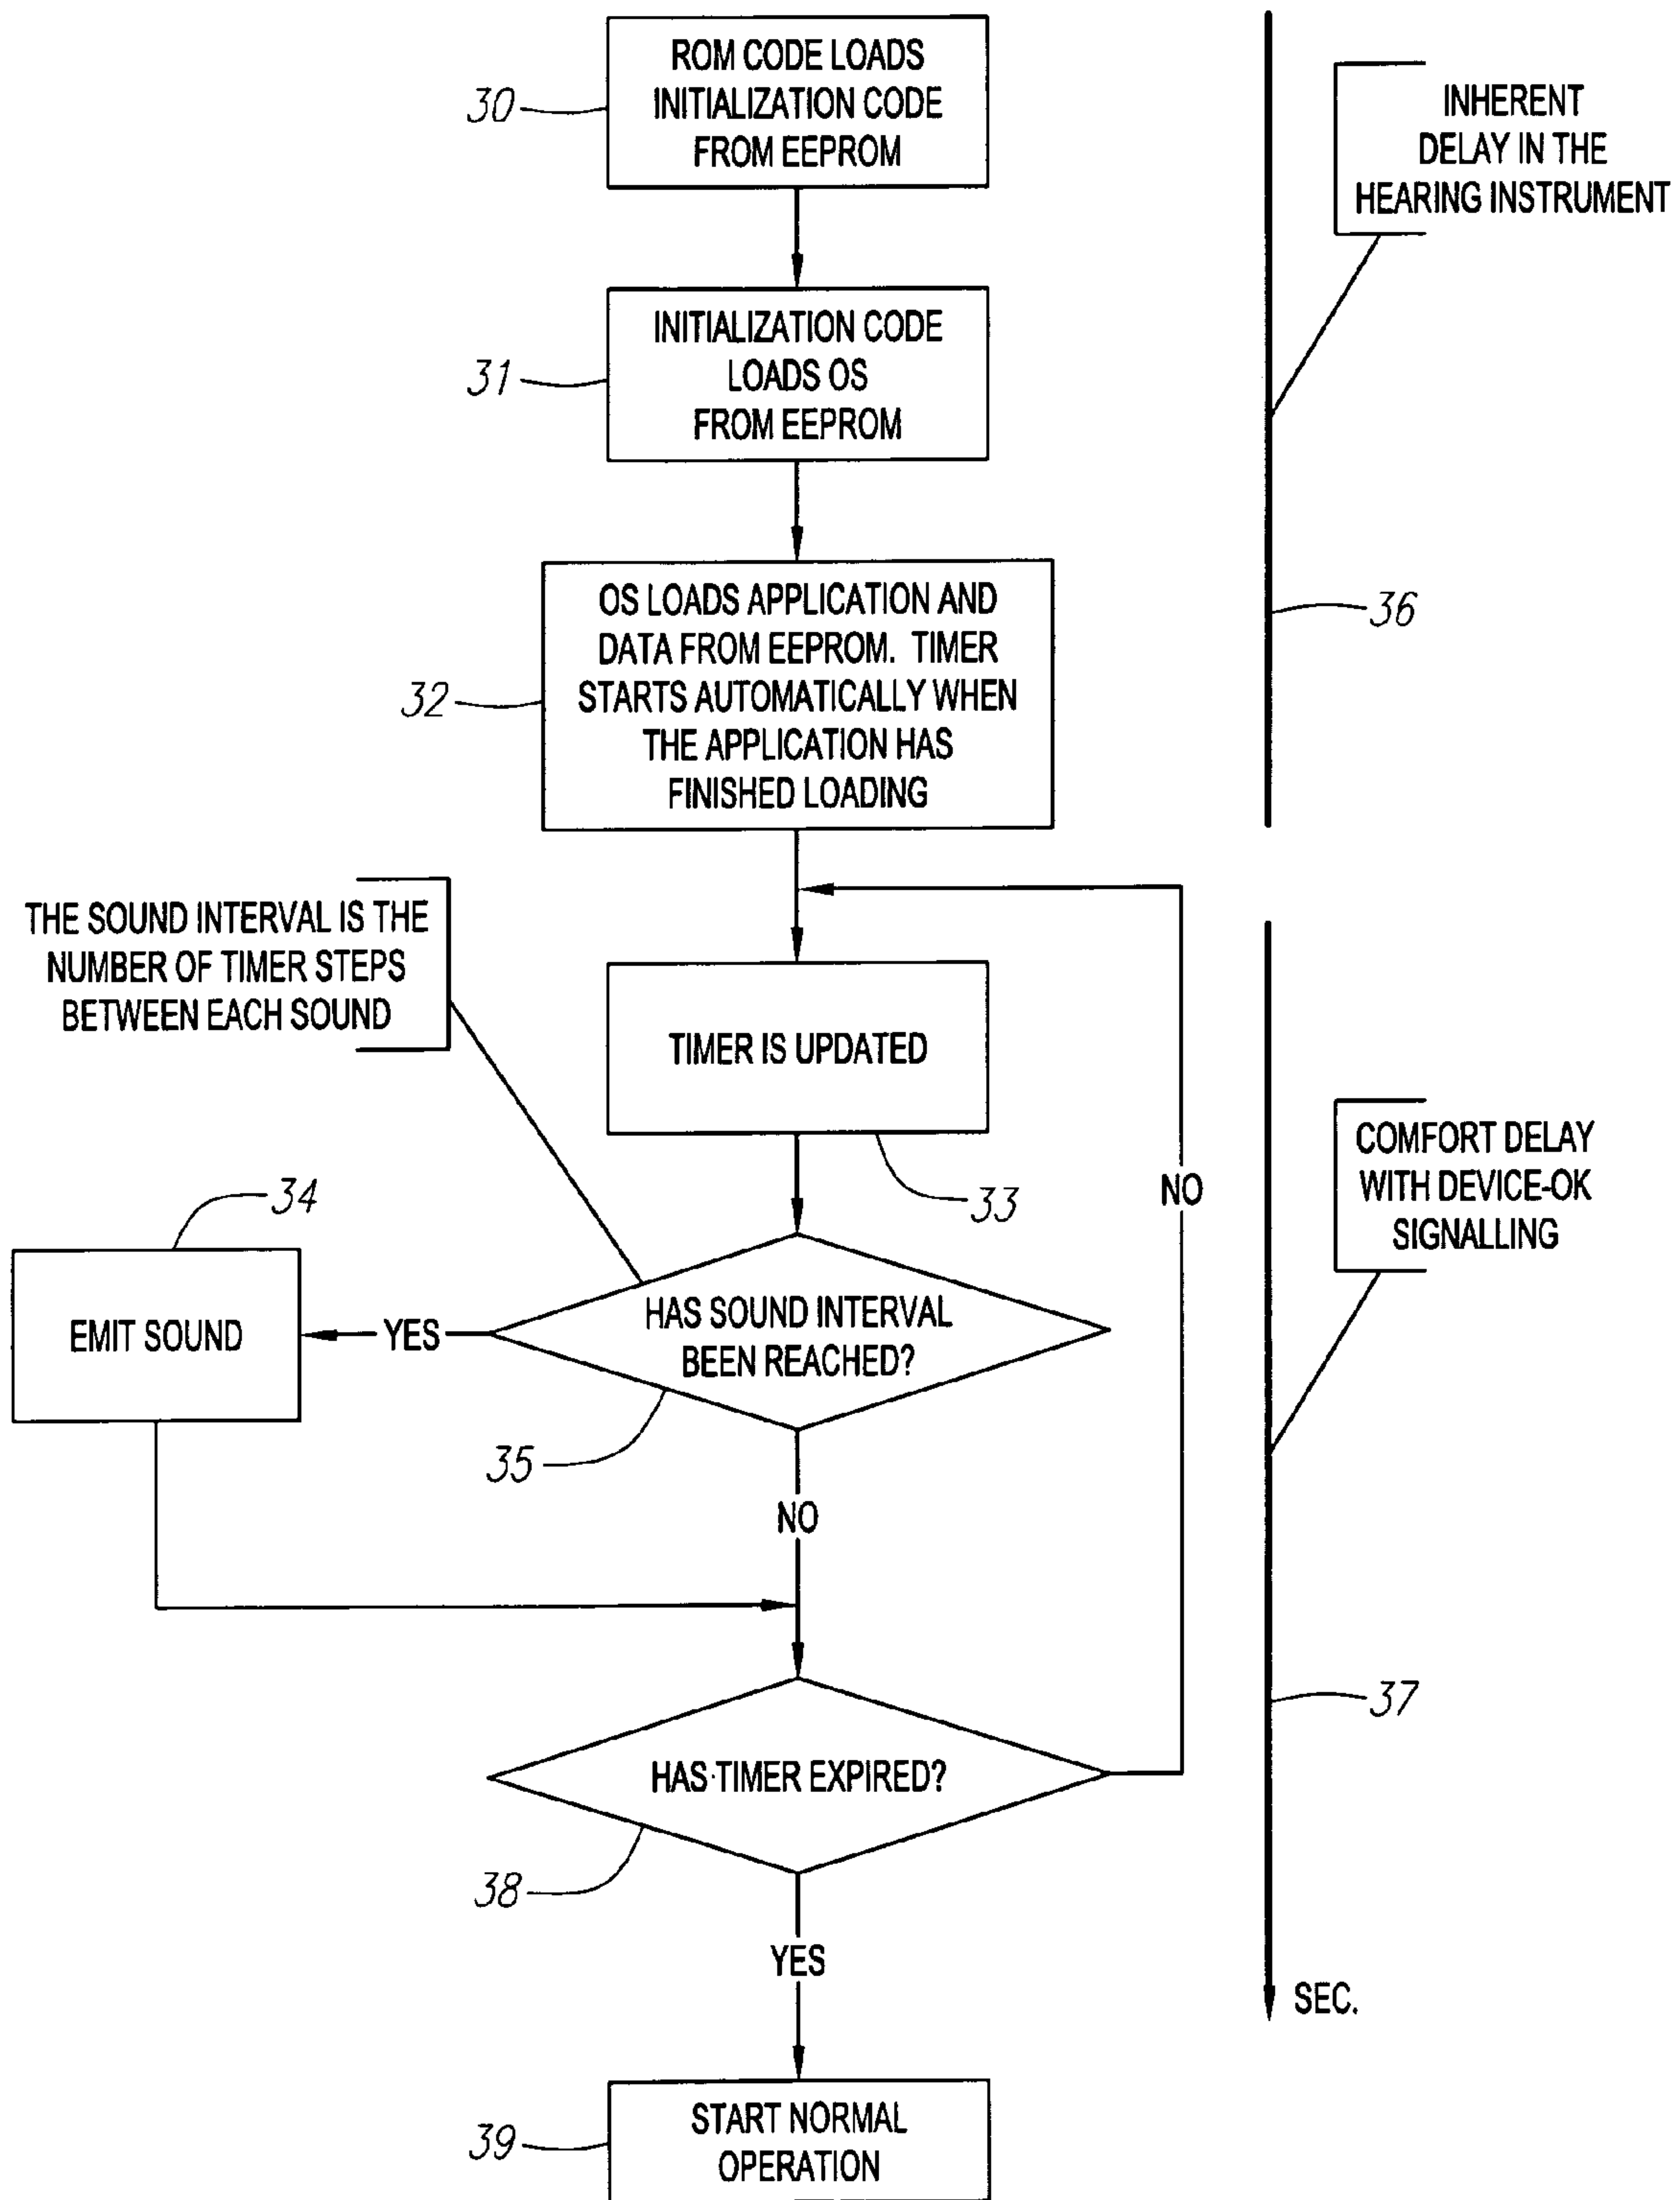 ROM CODE LOADS
INITIALIZATION CODE
FROM EEPROM
30
INHERENT
DELAY IN THE
HEARING INSTRUMENT
INITIALIZATION CODE
LOADS OS
FROM EEPROM
31
OS LOADS APPLICATION AND
DATA FROM EEPROM. TIMER
STARTS AUTOMATICALLY WHEN
THE APPLICATION HAS
FINISHED LOADING
32
36
THE SOUND INTERVAL IS THE
NUMBER OF TIMER STEPS
BETWEEN EACH SOUND
TIMER IS UPDATED
33
NO
COMFORT DELAY
WITH DEVICE-OK
SIGNALLING
34
EMIT SOUND
YES
HAS SOUND INTERVAL
BEEN REACHED?
35
NO
37
HAS TIMER EXPIRED?
38
YES
SEC.
START NORMAL
OPERATION
39